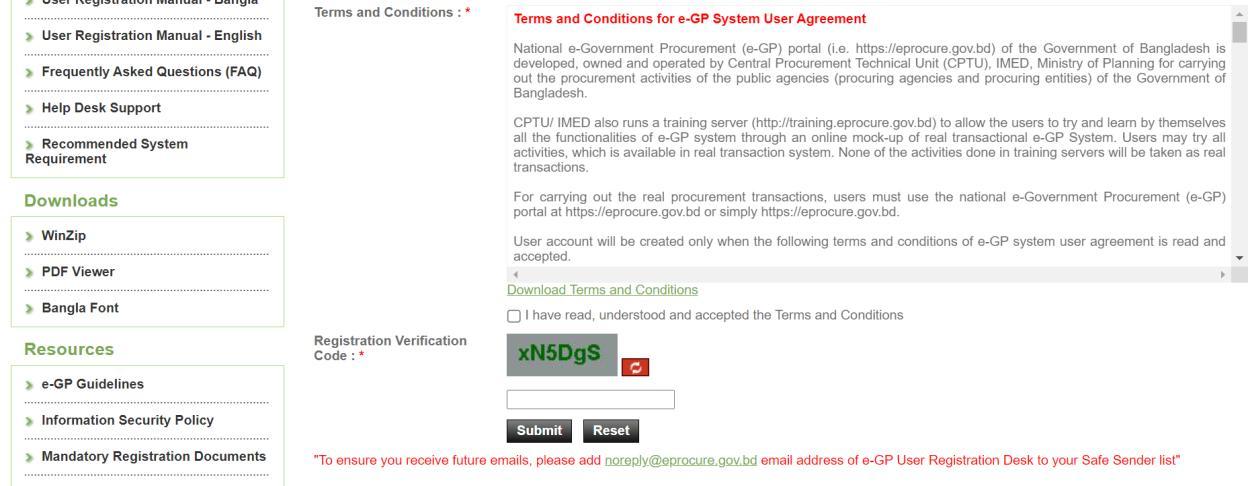 User Registration Manual - Bangla
User Registration Manual - English
Frequently Asked Questions (FAQ)
Help Desk Support
Recommended System
Requirement
Downloads
WinZip
PDF Viewer
Bangla Font
Resources
e-GP Guidelines
Information Security Policy
Mandatory Registration Documents
Terms and Conditions : *
Terms and Conditions for e-GP System User Agreement
National e-Government Procurement (e-GP) portal (i.e. https://eprocure.gov.bd) of the Government of Bangladesh is
developed, owned and operated by Central Procurement Technical Unit (CPTU), IMED, Ministry of Planning for carrying
out the procurement activities of the public agencies (procuring agencies and procuring entities) of the Government of
Bangladesh.
CPTU/ IMED also runs a training server (http://training.eprocure.gov.bd) to allow the users to try and learn by themselves
all the functionalities of e-GP system through an online mock-up of real transactional e-GP System. Users may try all
activities, which is available in real transaction system. None of the activities done in training servers will be taken as real
transactions.
For carrying out the real procurement transactions, users must use the national e-Government Procurement (e-GP)
portal at https://eprocure.gov.bd or simply https://eprocure.gov.bd.
User account will be created only when the following terms and conditions of e-GP system user agreement is read and
accepted.
Download Terms and Conditions
I have read, understood and accepted the Terms and Conditions
Registration Verification
Code : *
xN5DgS
Submit Reset
"To ensure you receive future emails, please add noreply@eprocure.gov.bd email address of e-GP User Registration Desk to your Safe Sender list"